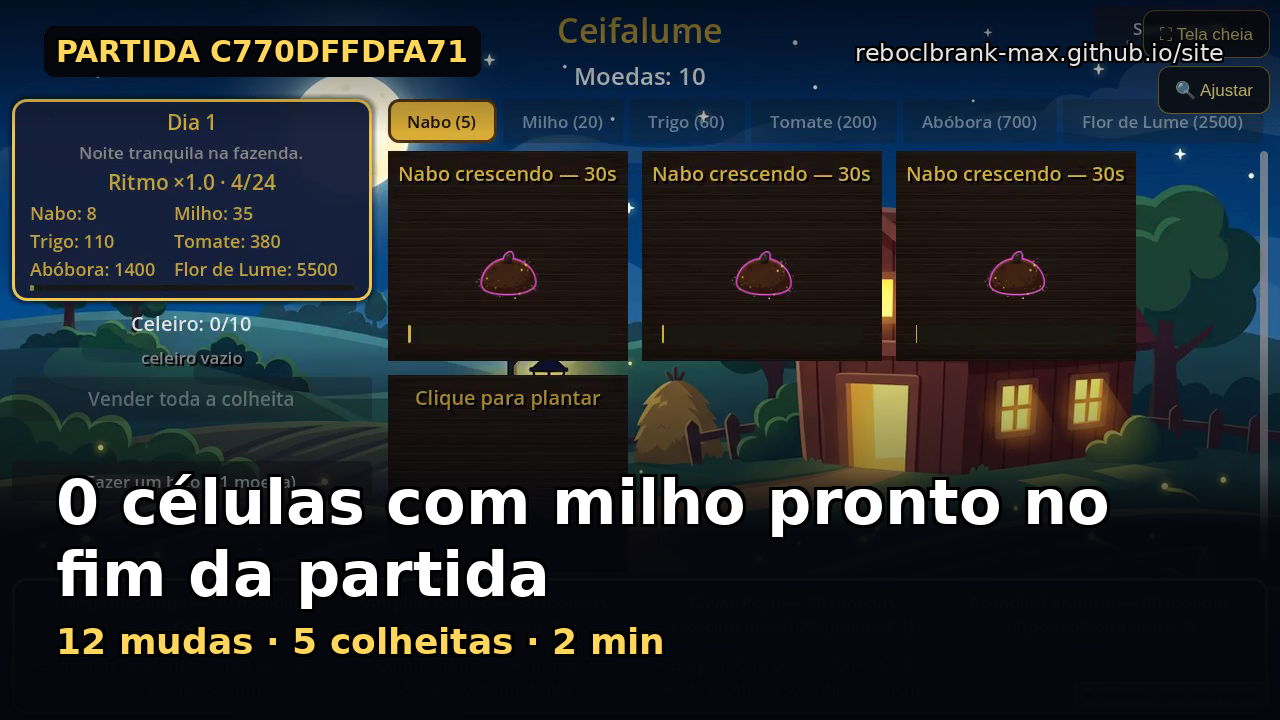 PARTIDA C770DFFDFA71
Ceifalume
reboclbrank-max.github.io/site
Tela cheia
Moedas: 10
Ajustar
Dia 1
Noite tranquila na fazenda.
Ritmo ×1.0 · 4/24
Nabo: 8 Milho: 35
Trigo: 110 Tomate: 380
Abóbora: 1400 Flor de Lume: 5500
Nabo (5) Milho (20) Trigo (60) Tomate (200) Abóbora (700) Flor de Lume (2500)
Nabo crescendo — 30s
Nabo crescendo — 30s
Nabo crescendo — 30s
Celeiro: 0/10
celeiro vazio
Vender toda a colheita
Clique para plantar
0 células com milho pronto no
fim da partida
12 mudas · 5 colheitas · 2 min